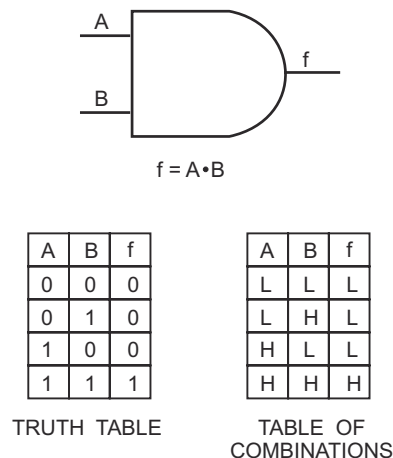 A
B
f
f = A•B
A B f
0 0 0
0 1 0
1 0 0
1 1 1
TRUTH TABLE
A B f
L L L
L H L
H L L
H H H
TABLE OF
COMBINATIONS